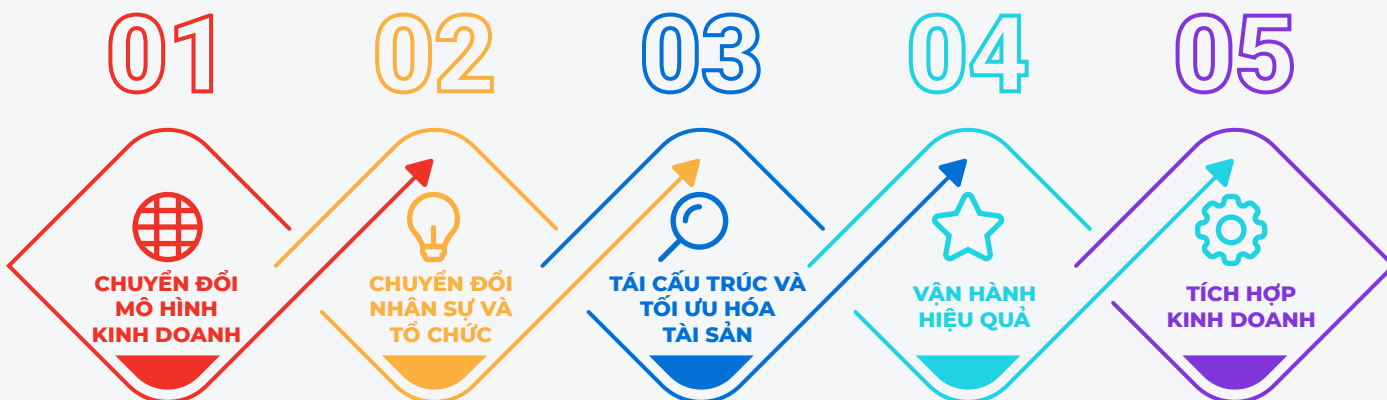 01
02
03
04
05
CHUYỂN ĐỔI
MÔ HÌNH
KINH DOANH
CHUYỂN ĐỔI
NHÂN SỰ VÀ
TỔ CHỨC
TÁI CẤU TRÚC VÀ
TỐI ƯU HÓA
TÀI SẢN
VẬN HÀNH
HIỆU QUẢ
TÍCH HỢP
KINH DOANH